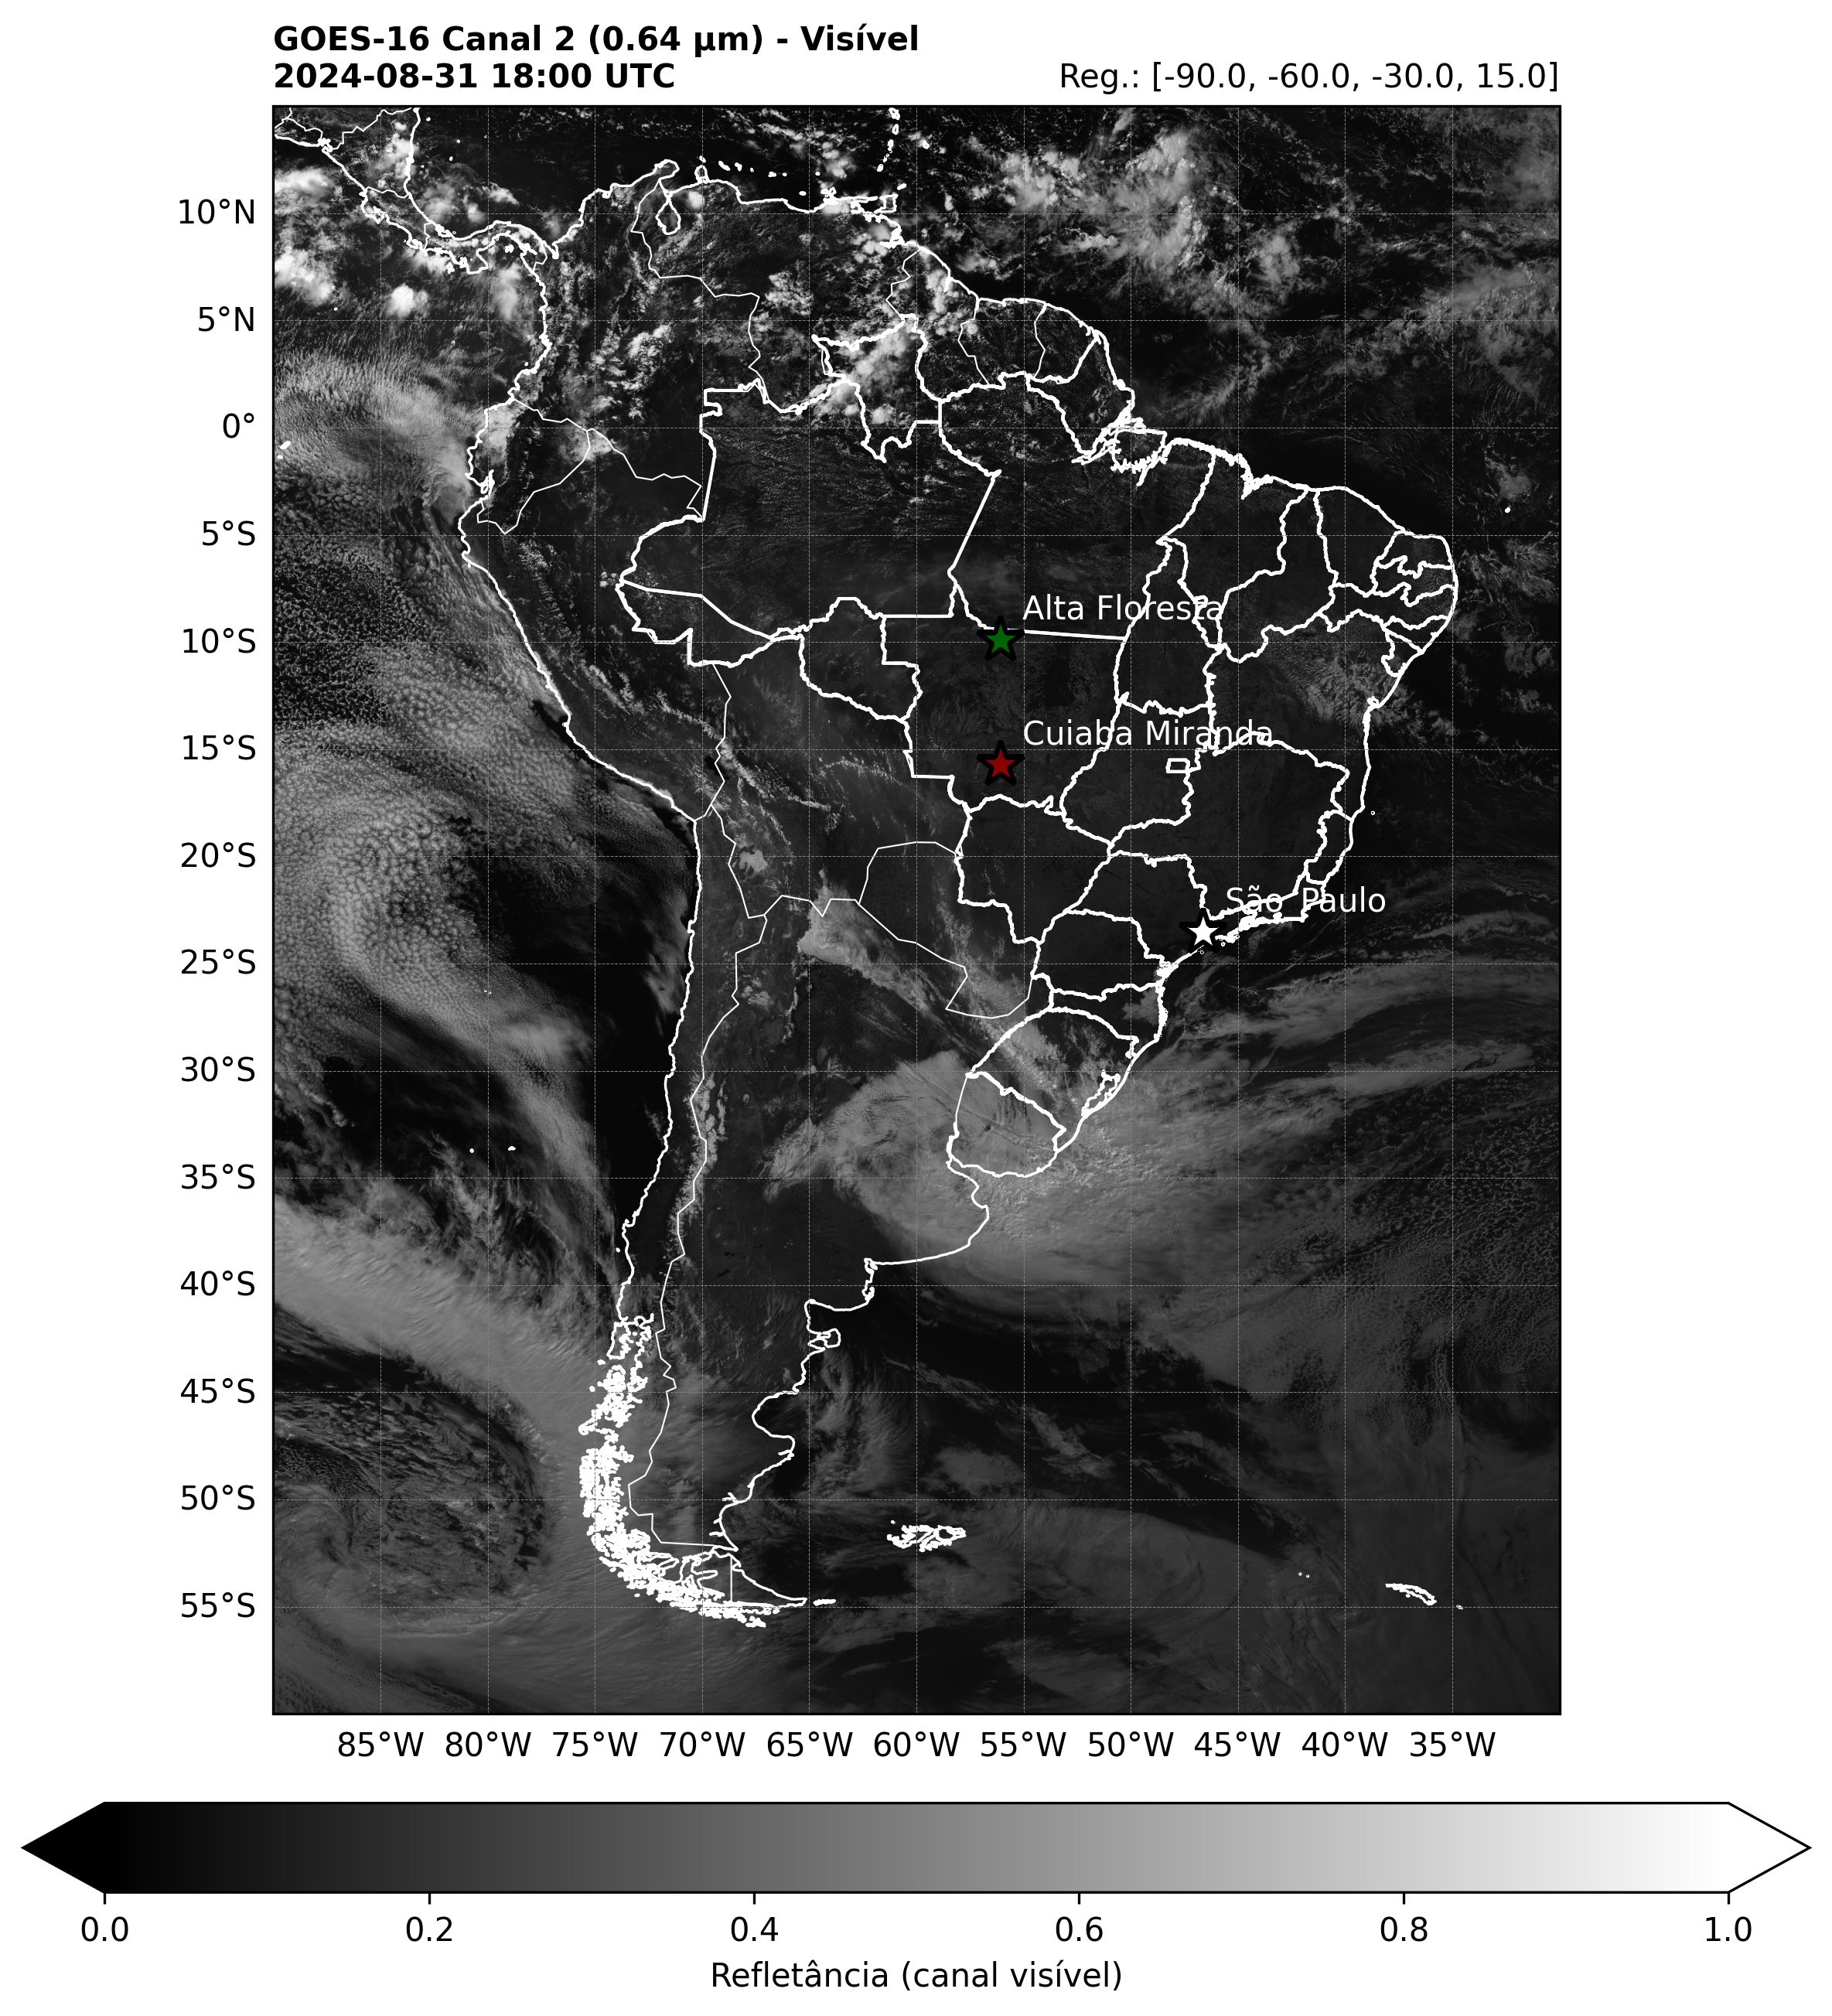 GOES-16 Canal 2 (0.64 µm) - Visível
2024-08-31 18:00 UTC
Reg.: [-90.0, -60.0, -30.0, 15.0]
10°N
5°N
0°
5°S
10°S
15°S
20°S
25°S
30°S
35°S
40°S
45°S
50°S
55°S
Alta Floresta
Cuiaba Miranda
São Paulo
85°W 80°W 75°W 70°W 65°W 60°W 55°W 50°W 45°W 40°W 35°W
0.0 0.2 0.4 0.6 0.8 1.0
Refletância (canal visível)